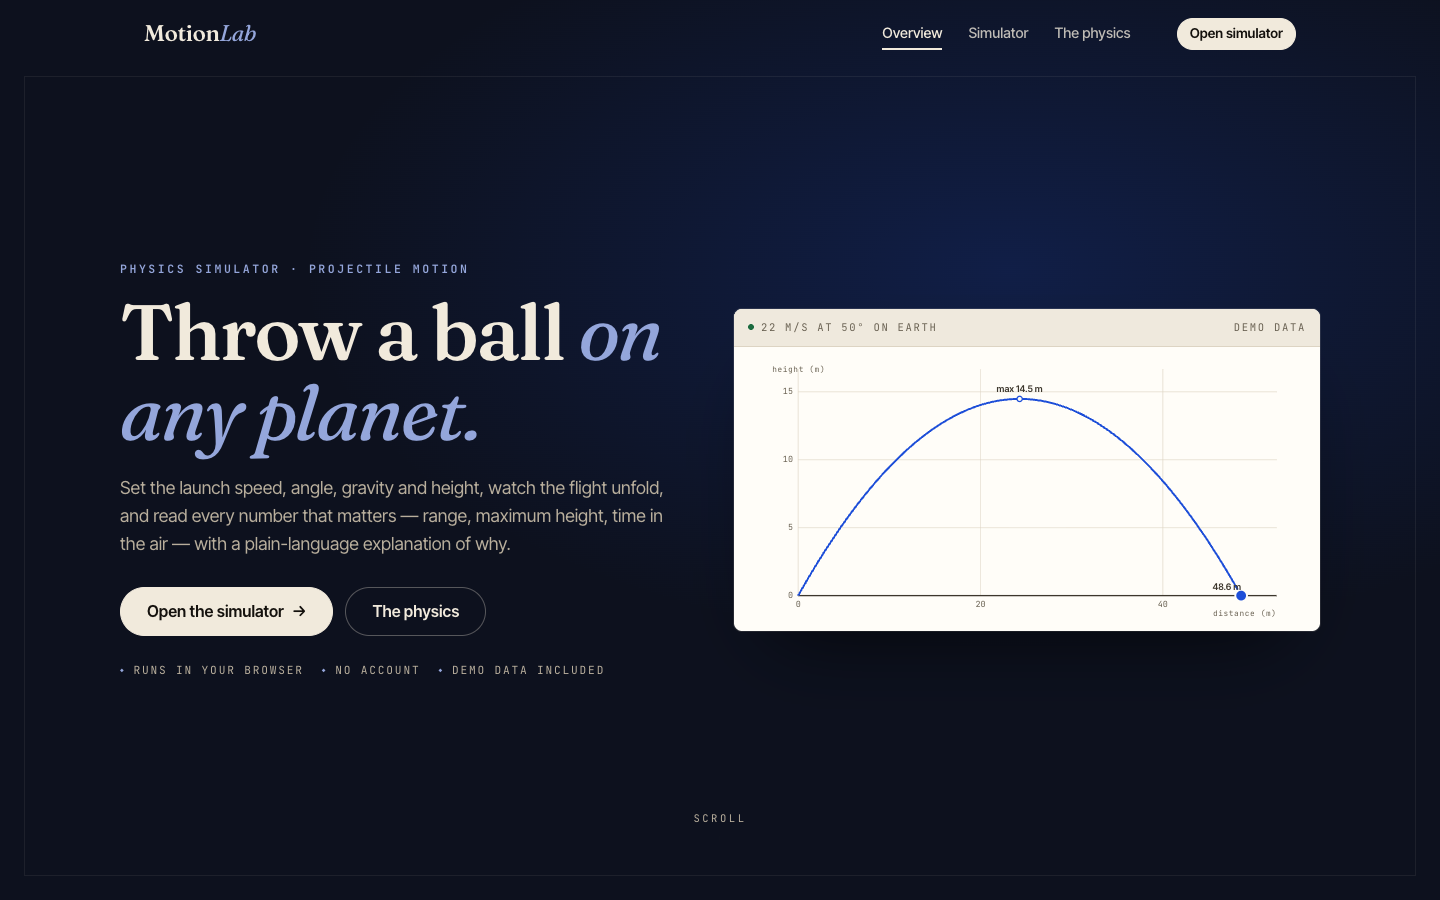 MotionLab
Overview
Simulator
The physics
Open simulator
PHYSICS SIMULATOR · PROJECTILE MOTION
Throw a ball on
any planet.
Set the launch speed, angle, gravity and height, watch the flight unfold,
and read every number that matters — range, maximum height, time in
the air — with a plain-language explanation of why.
Open the simulator →
The physics
• RUNS IN YOUR BROWSER • NO ACCOUNT • DEMO DATA INCLUDED
22 M/S AT 50° ON EARTH
DEMO DATA
height (m)
15
10
5
0
max 14.5 m
48.6 m
0
20
40
distance (m)
SCROLL